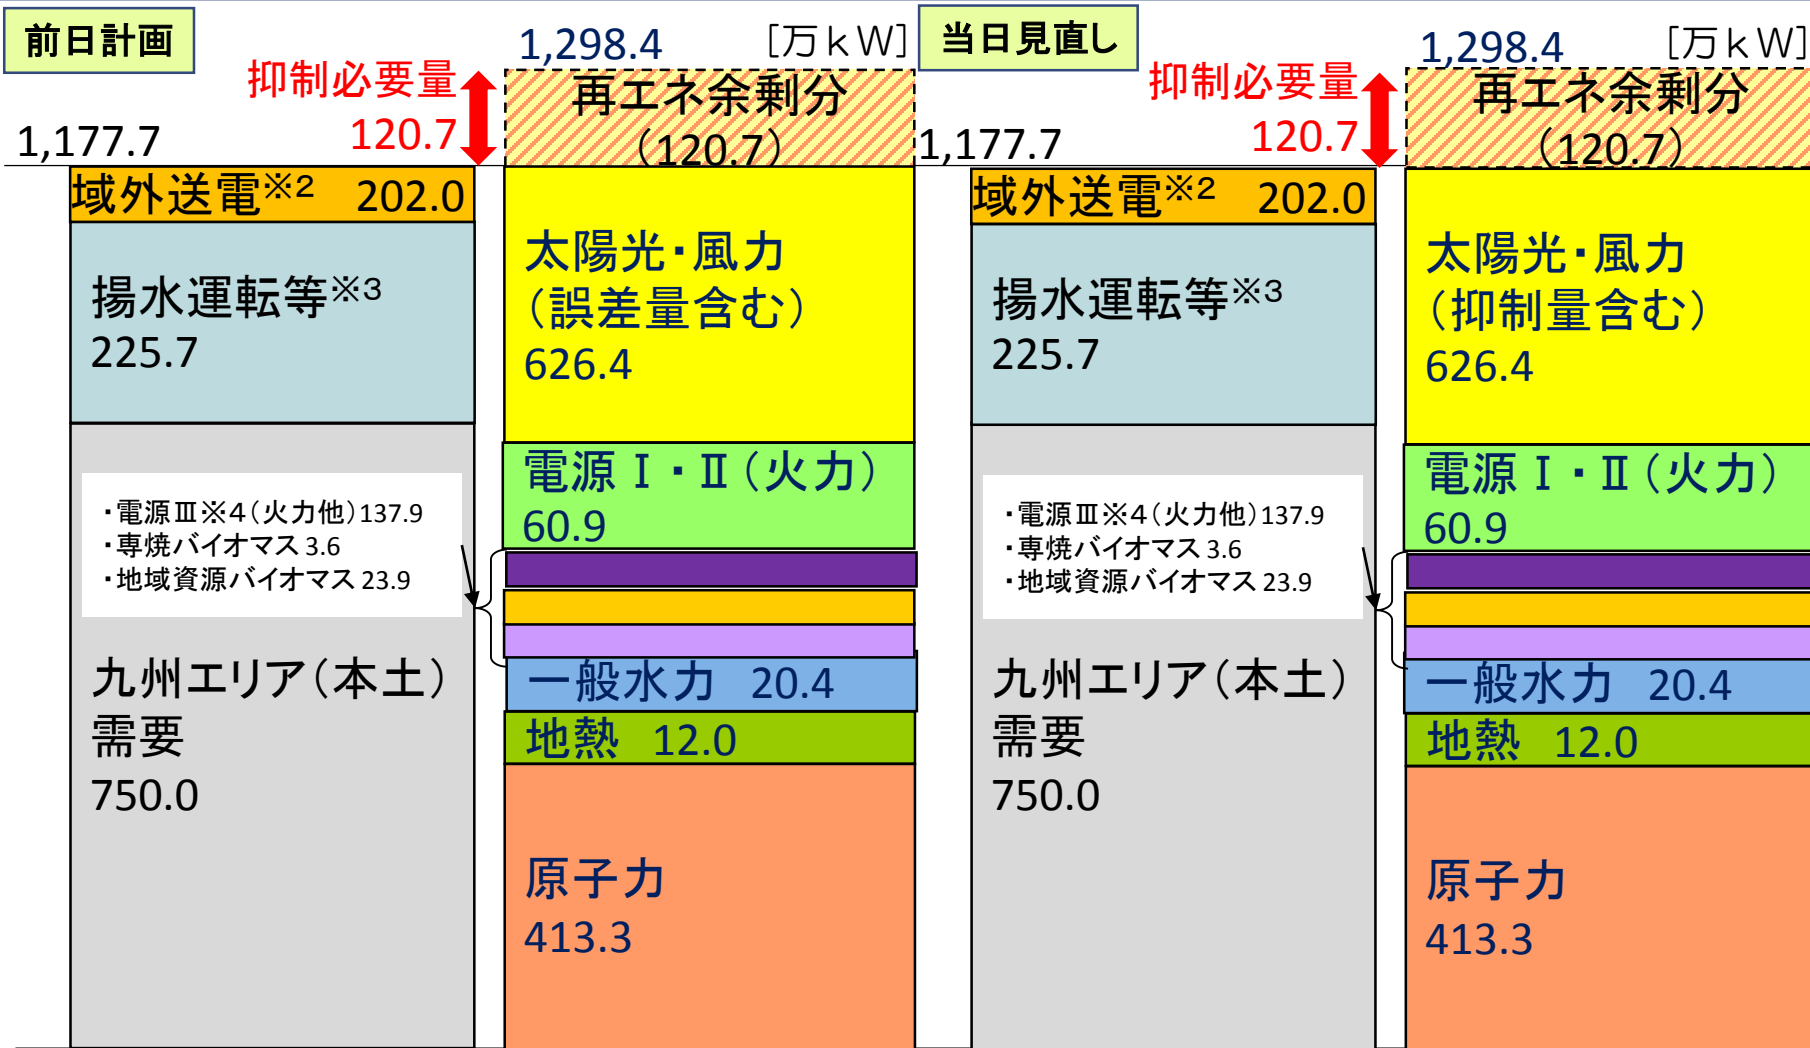 前日計画
1,298.4
[万kW]
抑制必要量
120.7
1,177.7
再エネ余剰分
(120.7)
域外送電※2 202.0
揚水運転等※3
225.7
・電源Ⅲ※4(火力他)137.9
・専焼バイオマス 3.6
・地域資源バイオマス 23.9
九州エリア(本土)
需要
750.0
太陽光・風力
(誤差量含む)
626.4
電源Ⅰ・Ⅱ(火力)
60.9
一般水力 20.4
地熱 12.0
原子力
413.3
当日見直し
1,298.4
[万kW]
抑制必要量
120.7
1,177.7
再エネ余剰分
(120.7)
域外送電※2 202.0
揚水運転等※3
225.7
・電源Ⅲ※4(火力他)137.9
・専焼バイオマス 3.6
・地域資源バイオマス 23.9
九州エリア(本土)
需要
750.0
太陽光・風力
(抑制量含む)
626.4
電源Ⅰ・Ⅱ(火力)
60.9
一般水力 20.4
地熱 12.0
原子力
413.3